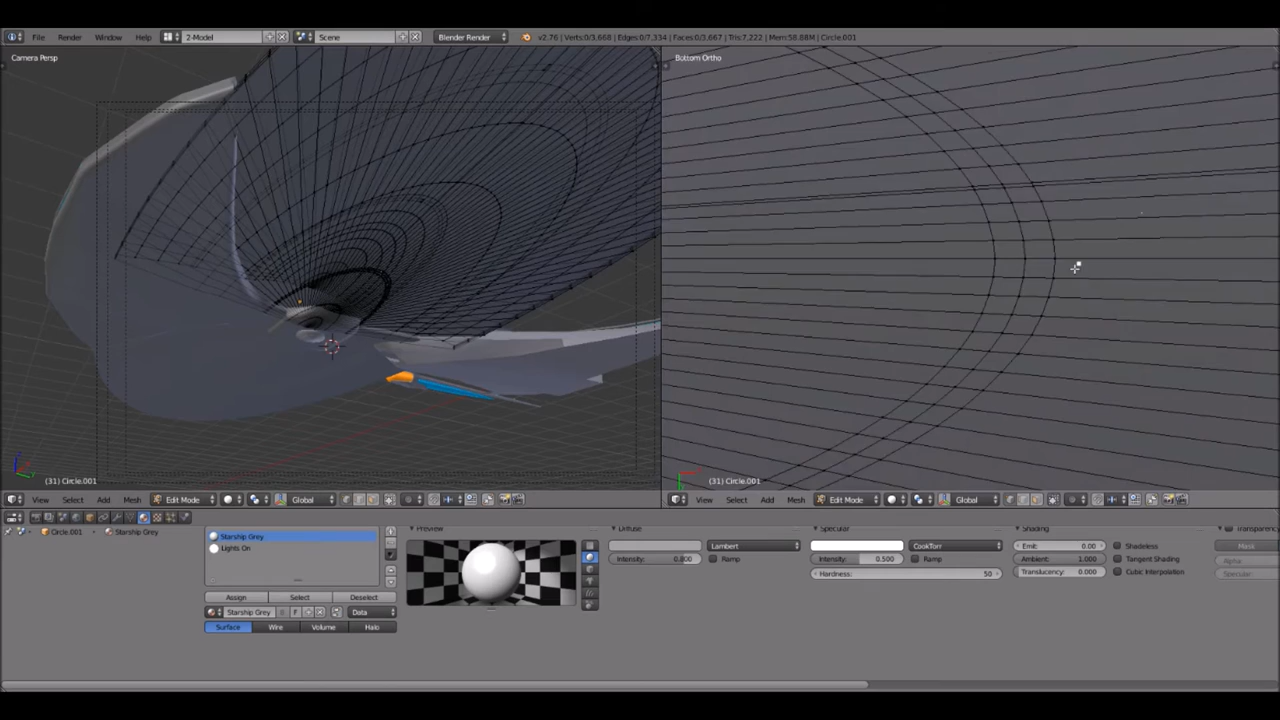 File Render Window Help 2-Model Scene Blender Render v2.76 | Verts:0/3,668 | Edges:0/7,334 | Faces:0/3,667 | Tris:7,222 | Mem:58.88M | Circle.001
Camera Persp
Bottom Ortho
(31) Circle.001
(31) Circle.001
View Select Add Mesh Edit Mode Global
View Select Add Mesh Edit Mode Global
Circle.001 Starship Grey
Starship Grey
Lights On
Assign Select Deselect
Starship Grey F Data
Surface Wire Volume Halo
Preview
Diffuse
Lambert
Intensity: 0.800 Ramp
Specular
CookTorr
Intensity: 0.500 Ramp
Hardness: 50
Shading
Emit: 0.00 Shadeless
Ambient: 1.000 Tangent Shading
Translucency: 0.000 Cubic Interpolation
Transparency
Mask
Alpha
Specular